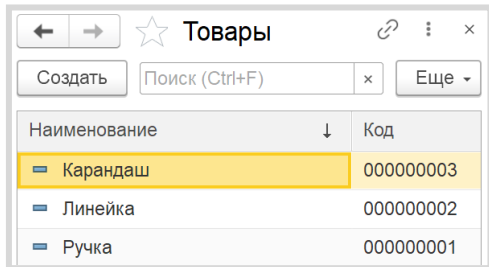 Товары
Создать Поиск (Ctrl+F) × Еще
Наименование ↓ Код
Карандаш 000000003
Линейка 000000002
Ручка 000000001